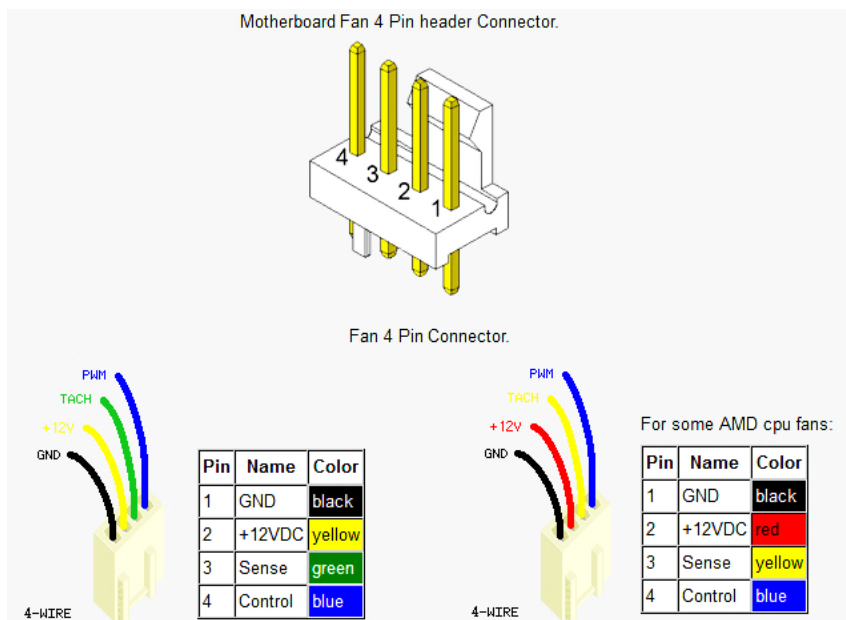 Motherboard Fan 4 Pin header Connector.
4
3
2
1
Fan 4 Pin Connector.
PWM
TACH
+12V
GND
4-WIRE
Pin Name Color
1 GND black
2 +12VDC yellow
3 Sense green
4 Control blue
PWM
TACH
+12V
GND
4-WIRE
For some AMD cpu fans:
Pin Name Color
1 GND black
2 +12VDC red
3 Sense yellow
4 Control blue